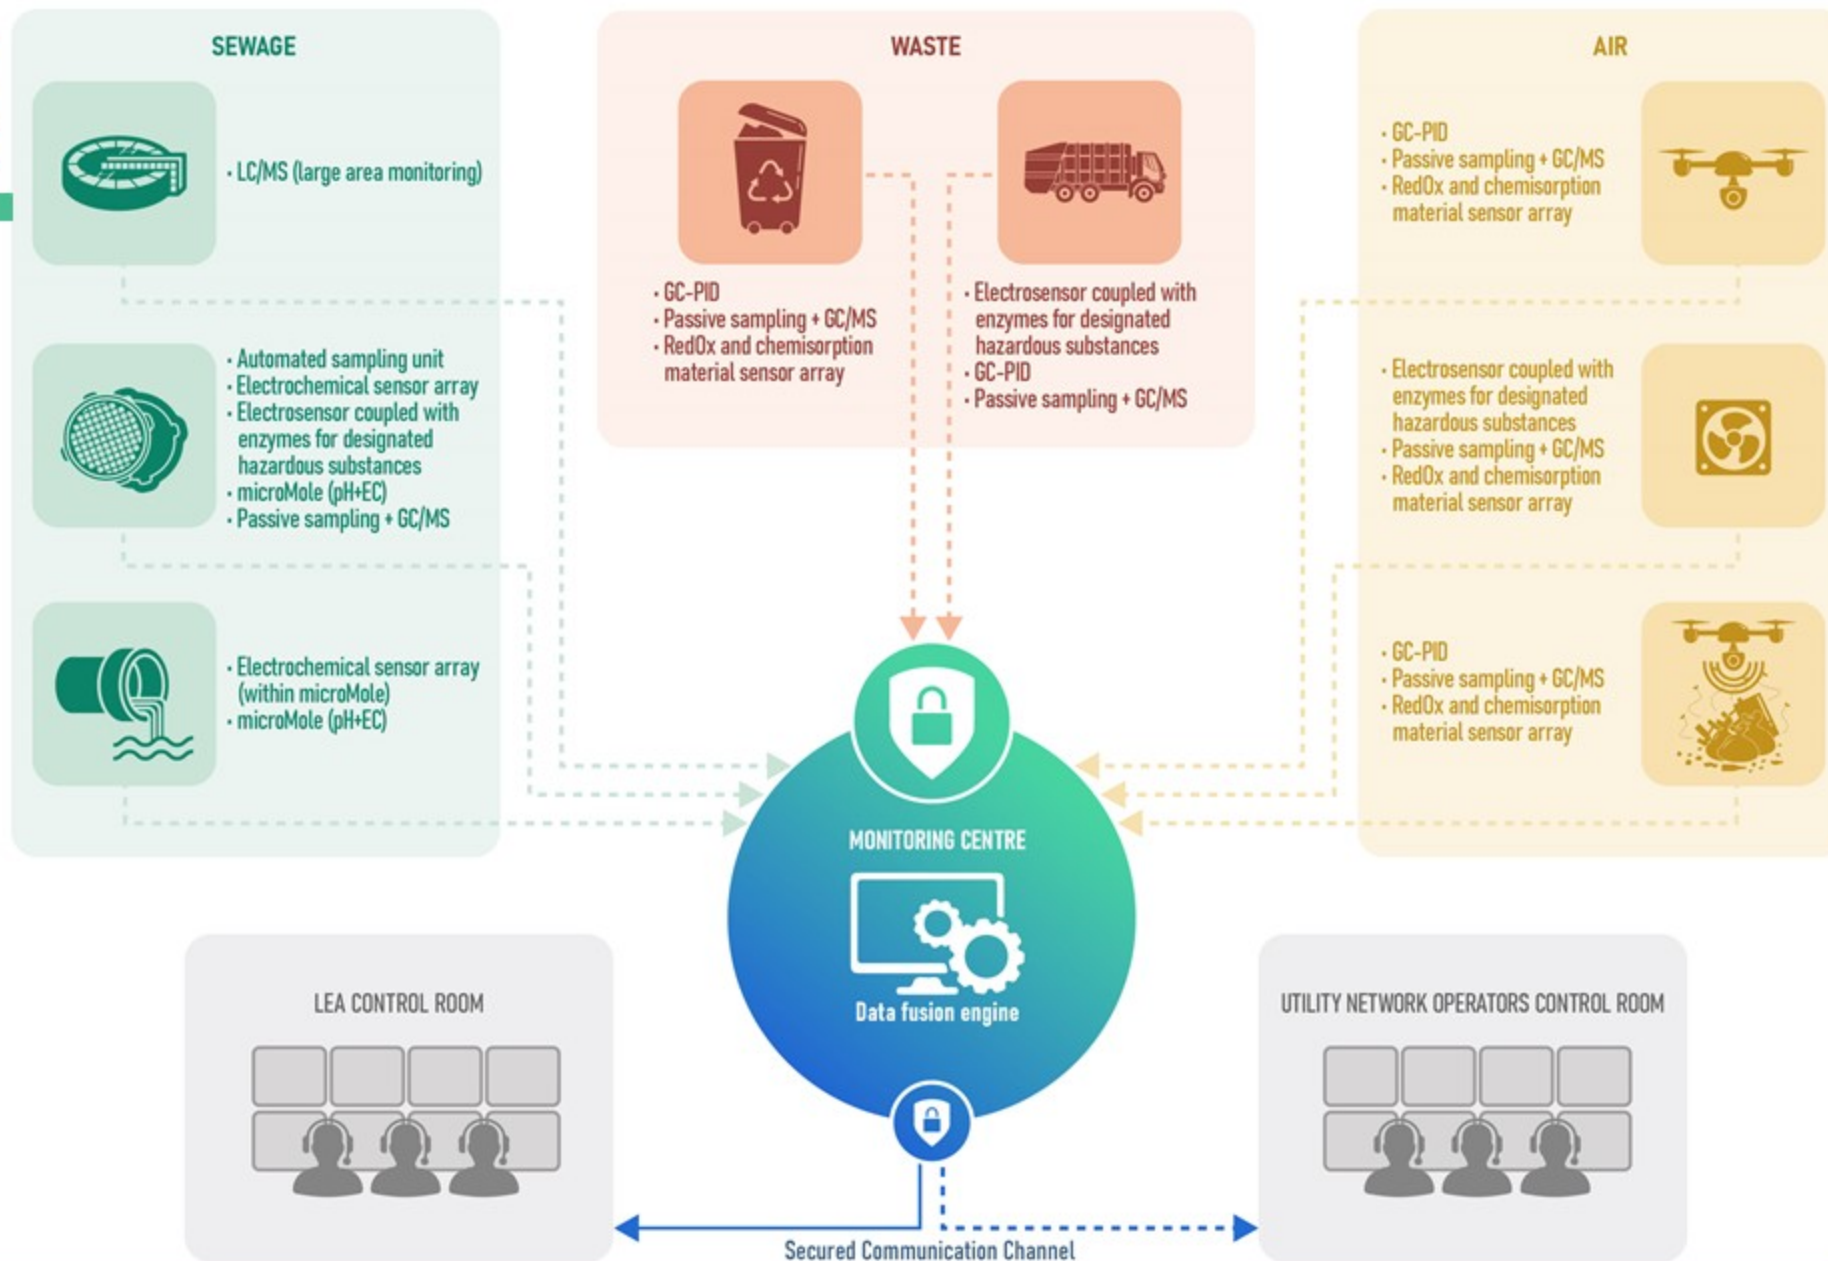 SEWAGE
· LC/MS (large area monitoring)
· Automated sampling unit
· Electrochemical sensor array
· Electrosensor coupled with
enzymes for designated
hazardous substances
· microMole (pH+EC)
· Passive sampling + GC/MS
· Electrochemical sensor array
(within microMole)
· microMole (pH+EC)
WASTE
· GC-PID
· Passive sampling + GC/MS
· RedOx and chemisorption
material sensor array
· Electrosensor coupled with
enzymes for designated
hazardous substances
· GC-PID
· Passive sampling + GC/MS
AIR
· GC-PID
· Passive sampling + GC/MS
· RedOx and chemisorption
material sensor array
· Electrosensor coupled with
enzymes for designated
hazardous substances
· Passive sampling + GC/MS
· RedOx and chemisorption
material sensor array
· GC-PID
· Passive sampling + GC/MS
· RedOx and chemisorption
material sensor array
MONITORING CENTRE
Data fusion engine
LEA CONTROL ROOM
UTILITY NETWORK OPERATORS CONTROL ROOM
Secured Communication Channel